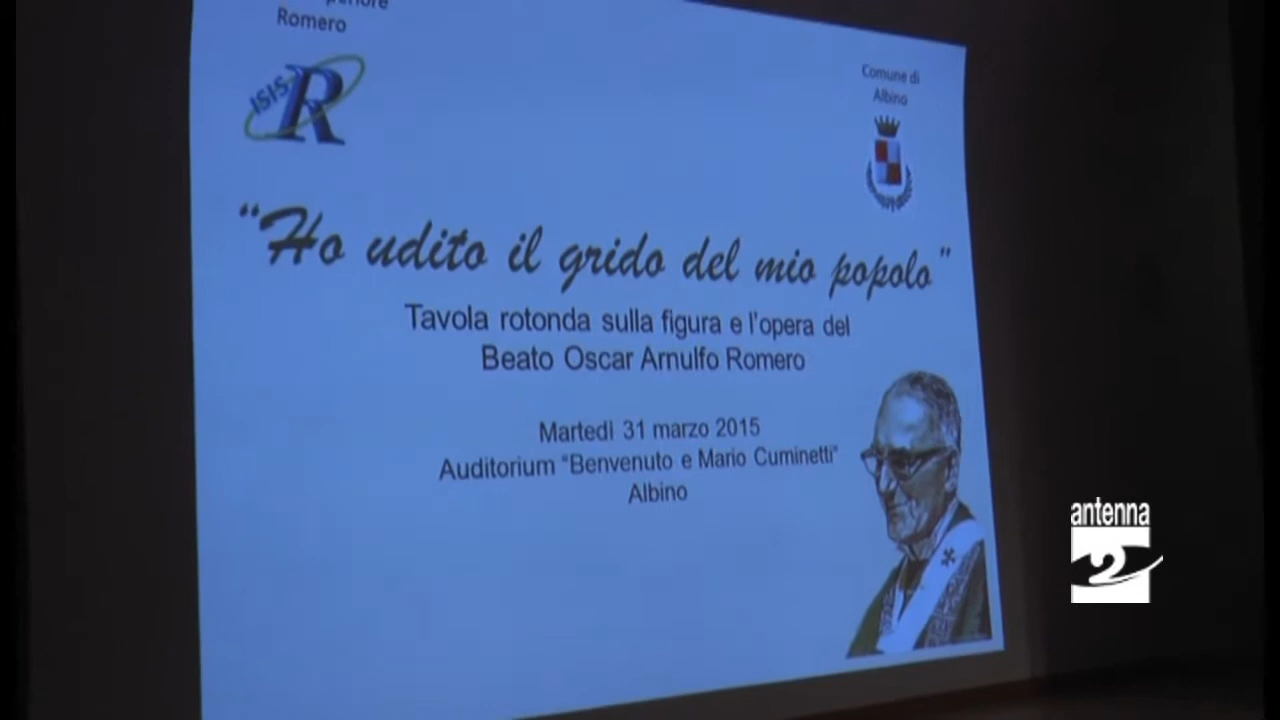 Romero
ISIS R
Comune di
Albino
"Ho udito il grido del mio popolo"
Tavola rotonda sulla figura e l'opera del
Beato Oscar Arnulfo Romero
Martedì 31 marzo 2015
Auditorium "Benvenuto e Mario Cuminetti"
Albino
antenna
2